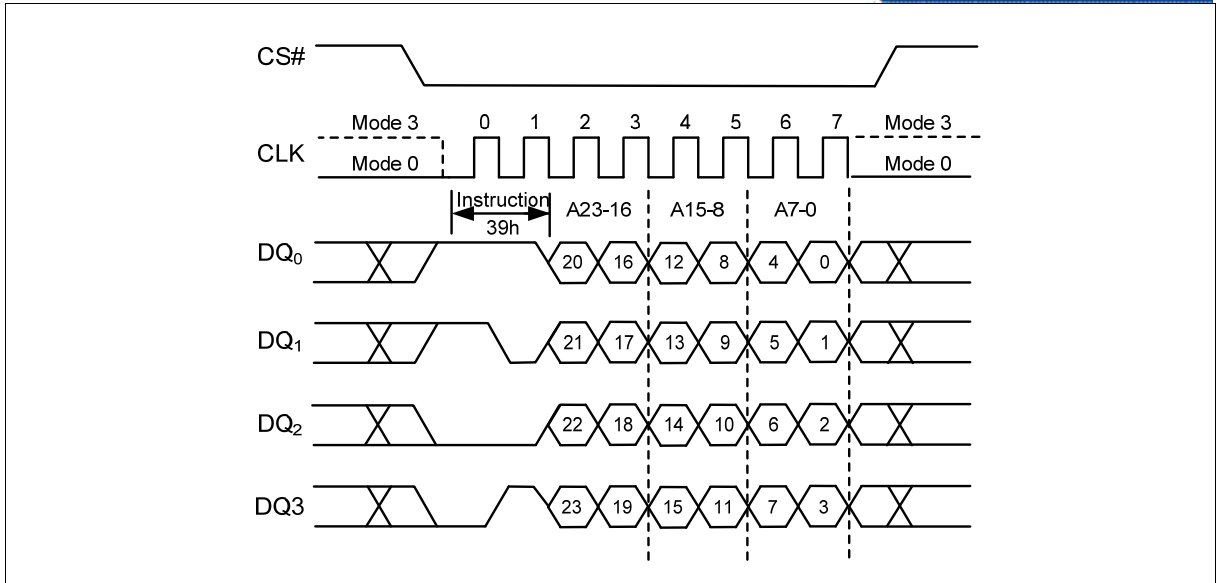 CS#
Mode 3 0 1 2 3 4 5 6 7 Mode 3
CLK
Mode 0 Mode 0
Instruction
39h
A23-16 A15-8 A7-0
DQ0 20 16 12 8 4 0
DQ1 21 17 13 9 5 1
DQ2 22 18 14 10 6 2
DQ3 23 19 15 11 7 3